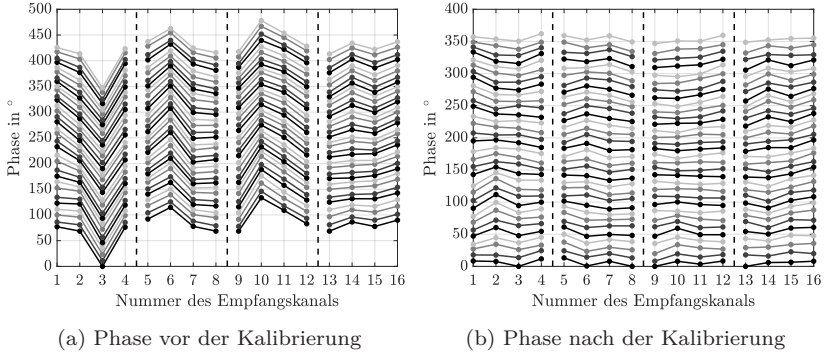 500
450
400
350
300
250
200
150
100
50
0
Phase in °
1 2 3 4 5 6 7 8 9 10 11 12 13 14 15 16
Nummer des Empfangskanals
(a) Phase vor der Kalibrierung
400
350
300
250
200
150
100
50
0
Phase in °
1 2 3 4 5 6 7 8 9 10 11 12 13 14 15 16
Nummer des Empfangskanals
(b) Phase nach der Kalibrierung